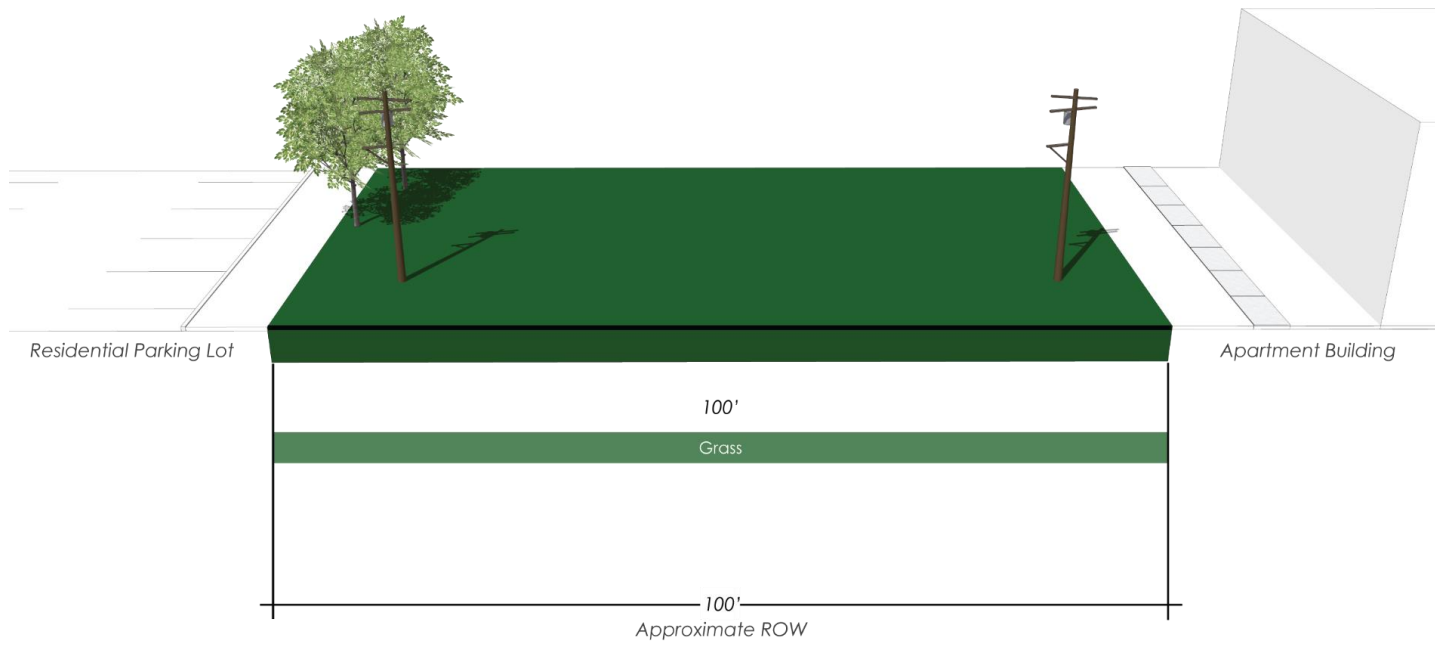 Residential Parking Lot
Apartment Building
100'
Grass
100'
Approximate ROW